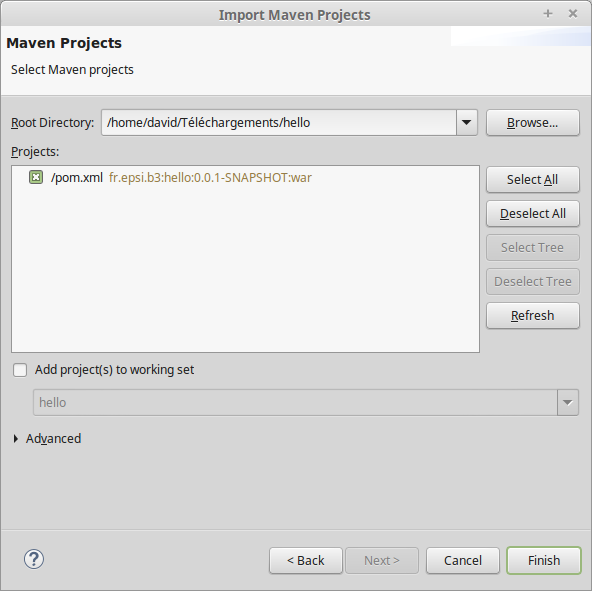 Import Maven Projects
Maven Projects
Select Maven projects
Root Directory: /home/david/Téléchargements/hello Browse...
Projects:
/pom.xml fr.epsi.b3:hello:0.0.1-SNAPSHOT:war
Select All
Deselect All
Select Tree
Deselect Tree
Refresh
Add project(s) to working set
hello
Advanced
? < Back Next > Cancel Finish